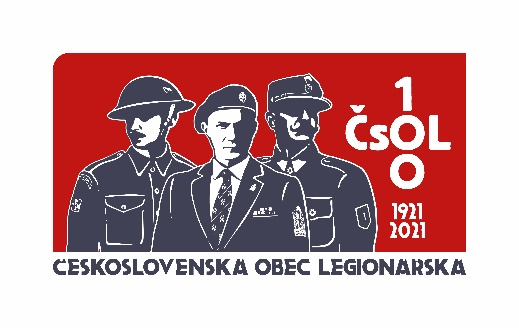 1
ČsOL
O
1921
2021
ČESKOSLOVENSKÁ OBEC LEGIONÁŘSKÁ